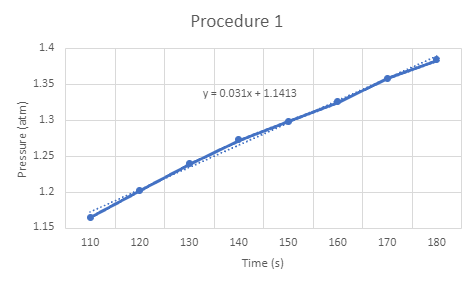 Procedure 1
1.4
1.35
1.3
1.25
1.2
1.15
y = 0.031x + 1.1413
110 120 130 140 150 160 170 180
Pressure (atm)
Time (s)